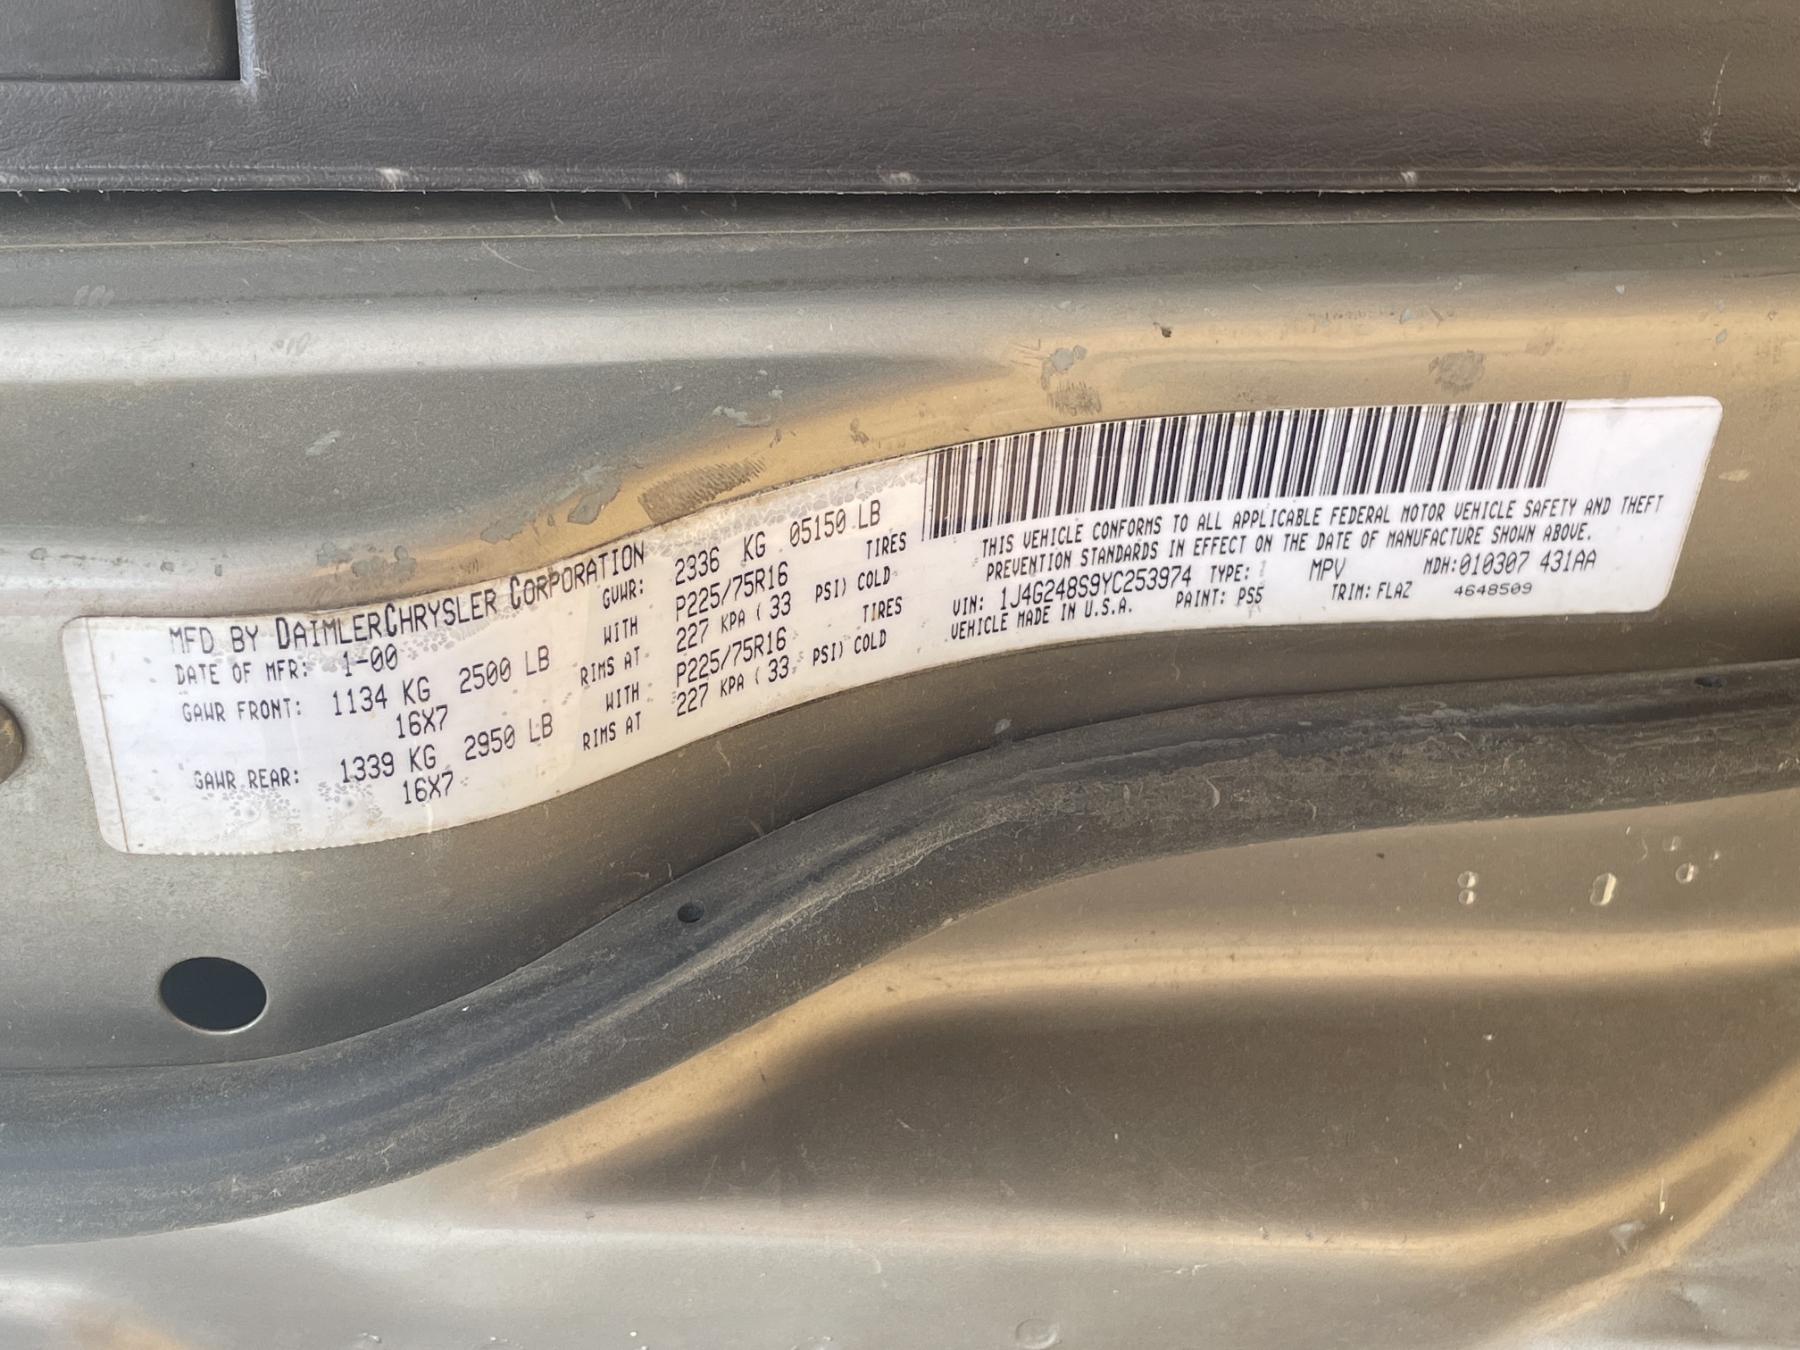 MFD BY DAIMLERCHRYSLER CORPORATION
DATE OF MFR: 1-00 GVWR: 2336 KG 05150 LB
GAWR FRONT: 1134 KG 2500 LB WITH P225/75R16 TIRES
16X7 RIMS AT 227 KPA ( 33 PSI) COLD
GAWR REAR: 1339 KG 2950 LB WITH P225/75R16 TIRES
16X7 RIMS AT 227 KPA ( 33 PSI) COLD
THIS VEHICLE CONFORMS TO ALL APPLICABLE FEDERAL MOTOR VEHICLE SAFETY AND THEFT
PREVENTION STANDARDS IN EFFECT ON THE DATE OF MANUFACTURE SHOWN ABOVE.
VIN: 1J4G248S9YC253974 TYPE: MPV MDH:010307 431AA
VEHICLE MADE IN U.S.A. PAINT: PS5 TRIM: FLAZ 4648509